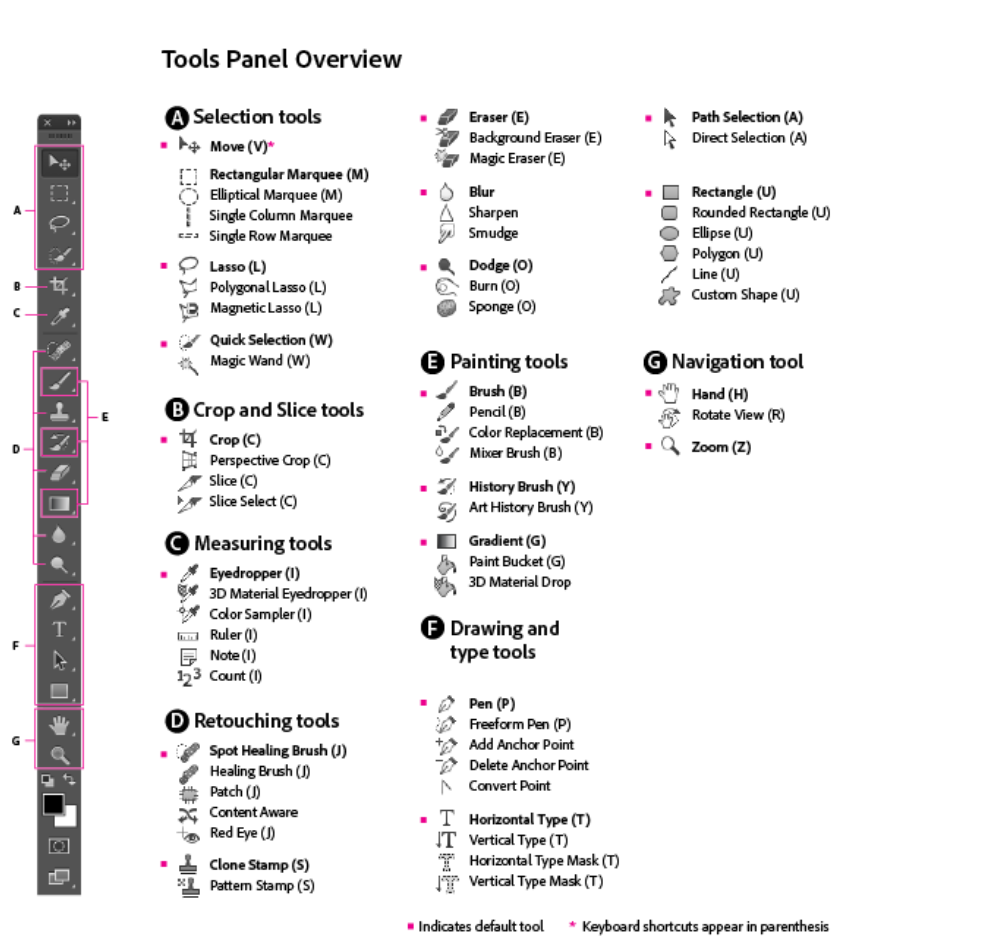 Tools Panel Overview
A Selection tools
Move (V)*
Rectangular Marquee (M)
Elliptical Marquee (M)
Single Column Marquee
Single Row Marquee
Lasso (L)
Polygonal Lasso (L)
Magnetic Lasso (L)
Quick Selection (W)
Magic Wand (W)
B Crop and Slice tools
Crop (C)
Perspective Crop (C)
Slice (C)
Slice Select (C)
C Measuring tools
Eyedropper (I)
3D Material Eyedropper (I)
Color Sampler (I)
Ruler (I)
Note (I)
Count (I)
D Retouching tools
Spot Healing Brush (J)
Healing Brush (J)
Patch (J)
Content Aware
Red Eye (J)
Clone Stamp (S)
Pattern Stamp (S)
Eraser (E)
Background Eraser (E)
Magic Eraser (E)
Blur
Sharpen
Smudge
Dodge (O)
Burn (O)
Sponge (O)
E Painting tools
Brush (B)
Pencil (B)
Color Replacement (B)
Mixer Brush (B)
History Brush (Y)
Art History Brush (Y)
Gradient (G)
Paint Bucket (G)
3D Material Drop
F Drawing and
type tools
Pen (P)
Freeform Pen (P)
Add Anchor Point
Delete Anchor Point
Convert Point
Horizontal Type (T)
Vertical Type (T)
Horizontal Type Mask (T)
Vertical Type Mask (T)
Path Selection (A)
Direct Selection (A)
Rectangle (U)
Rounded Rectangle (U)
Ellipse (U)
Polygon (U)
Line (U)
Custom Shape (U)
G Navigation tool
Hand (H)
Rotate View (R)
Zoom (Z)
A
B
C
E
D
F
G
Indicates default tool
* Keyboard shortcuts appear in parenthesis